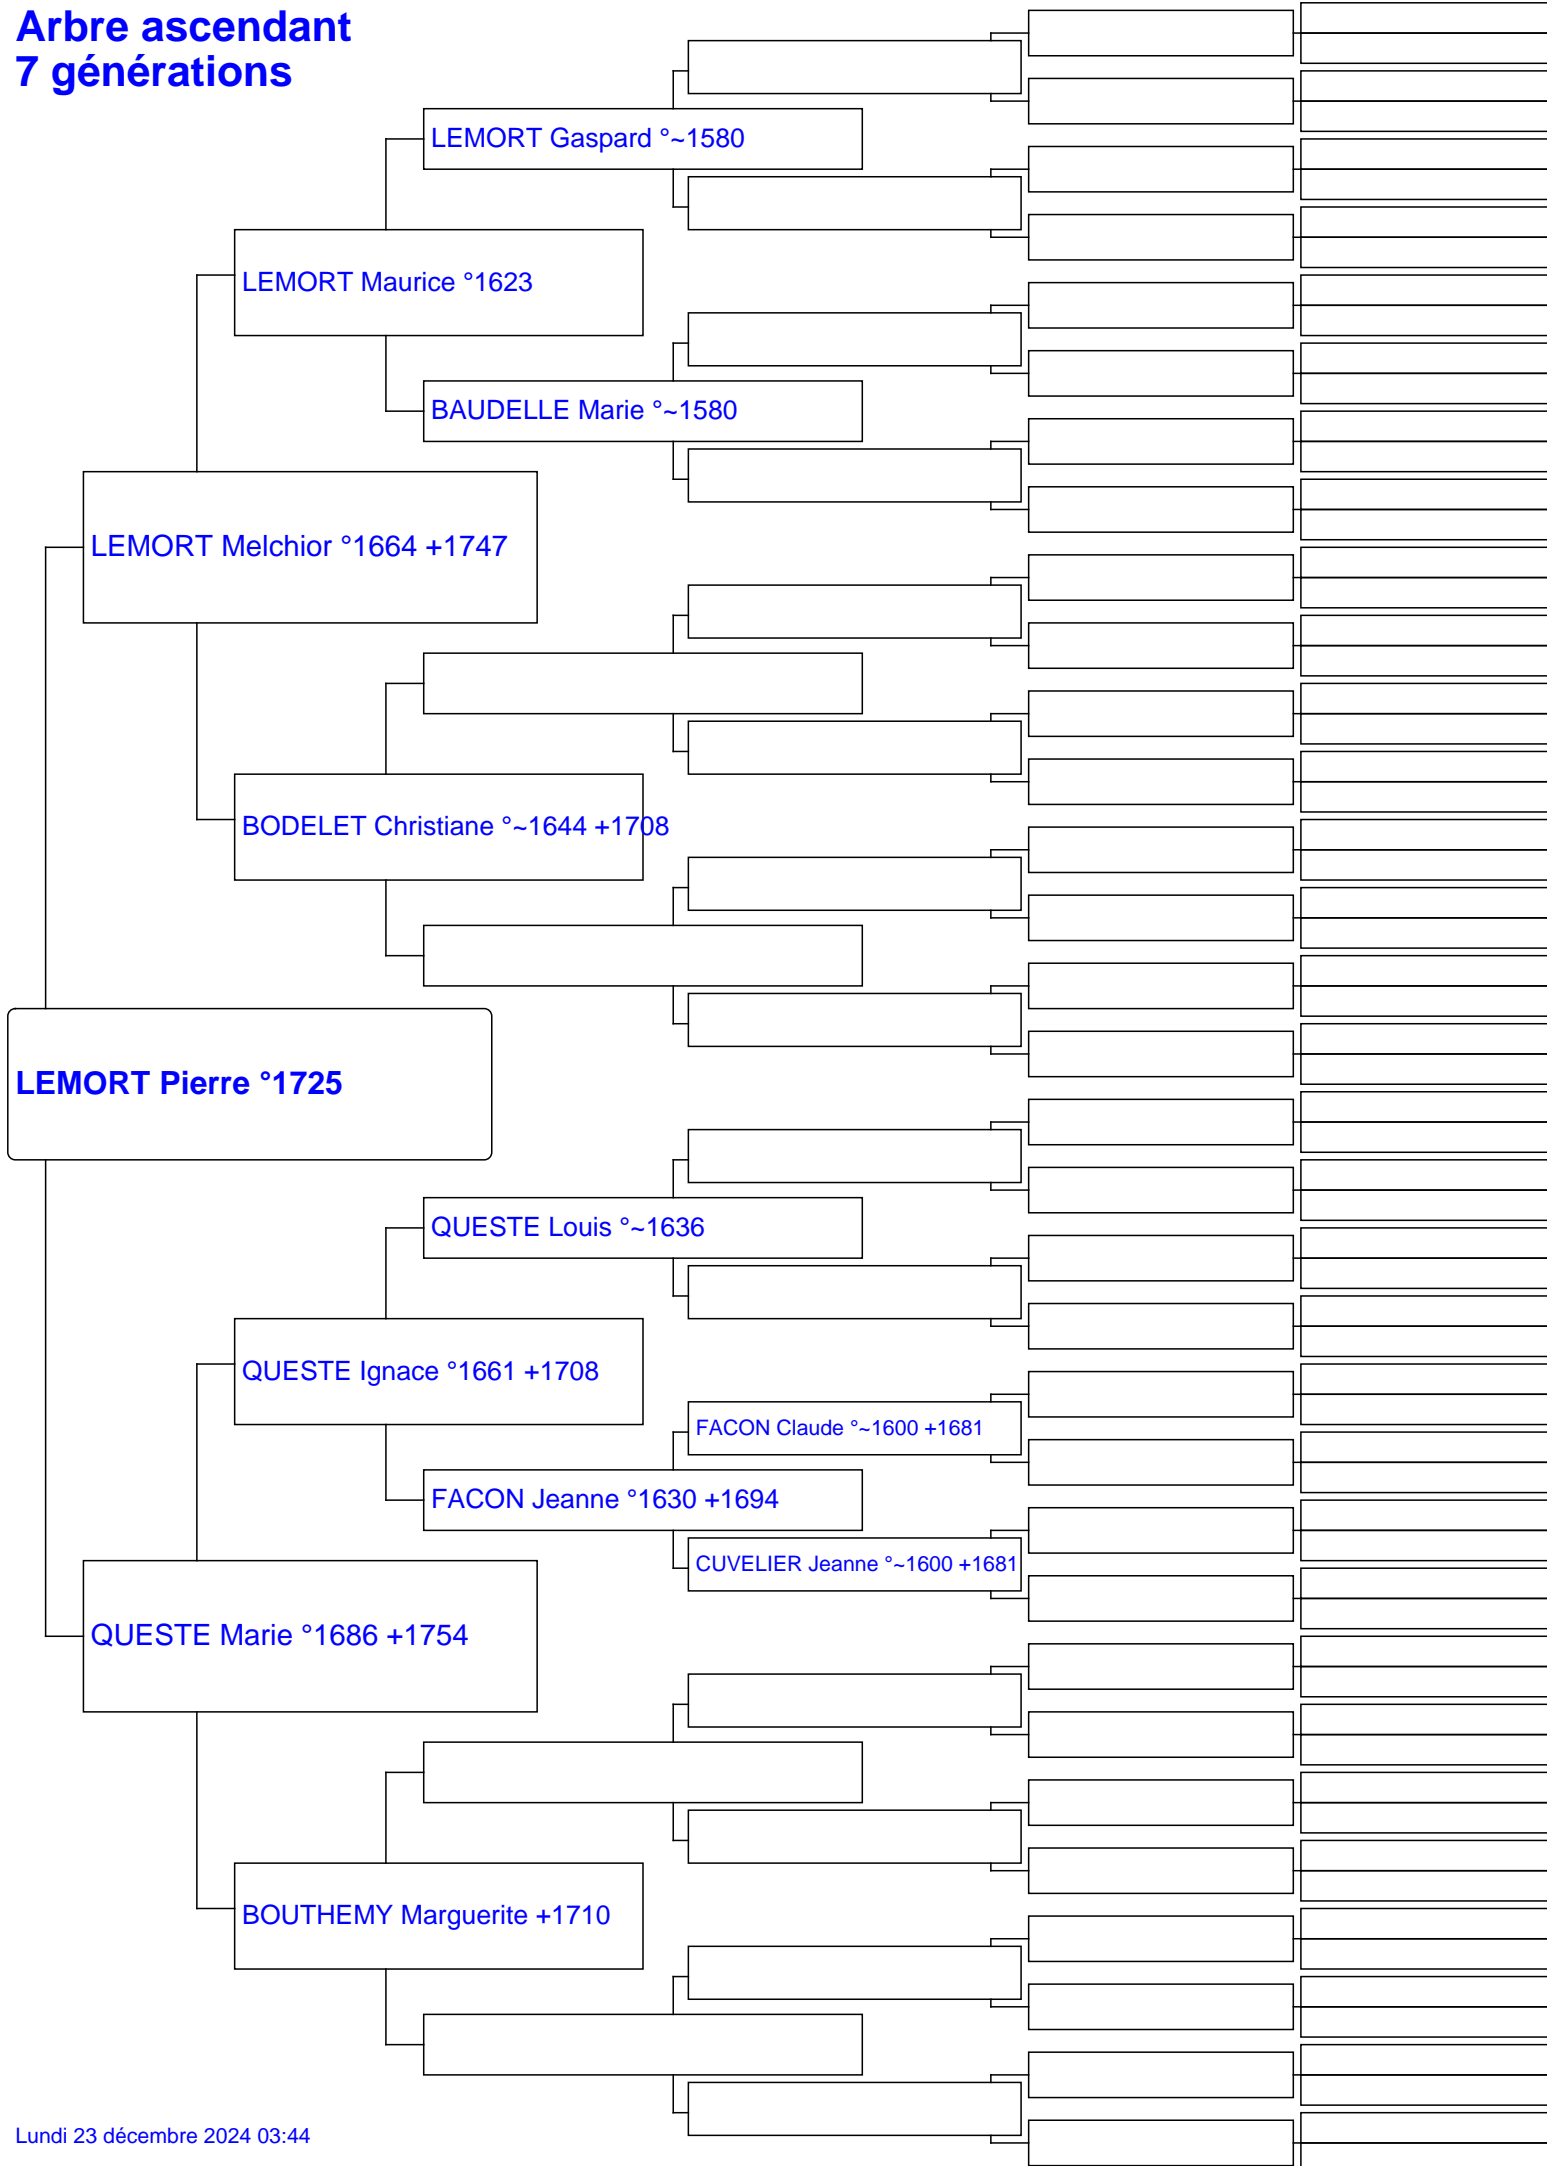 Arbre ascendant
7 générations
LEMORT Gaspard °~1580
LEMORT Maurice °1623
BAUDELLE Marie °~1580
LEMORT Melchior °1664 +1747
BODELET Christiane °~1644 +1708
LEMORT Pierre °1725
QUESTE Louis °~1636
QUESTE Ignace °1661 +1708
FACON Claude °~1600 +1681
FACON Jeanne °1630 +1694
CUVELIER Jeanne °~1600 +1681
QUESTE Marie °1686 +1754
BOUTHEMY Marguerite +1710
Lundi 23 décembre 2024 03:44